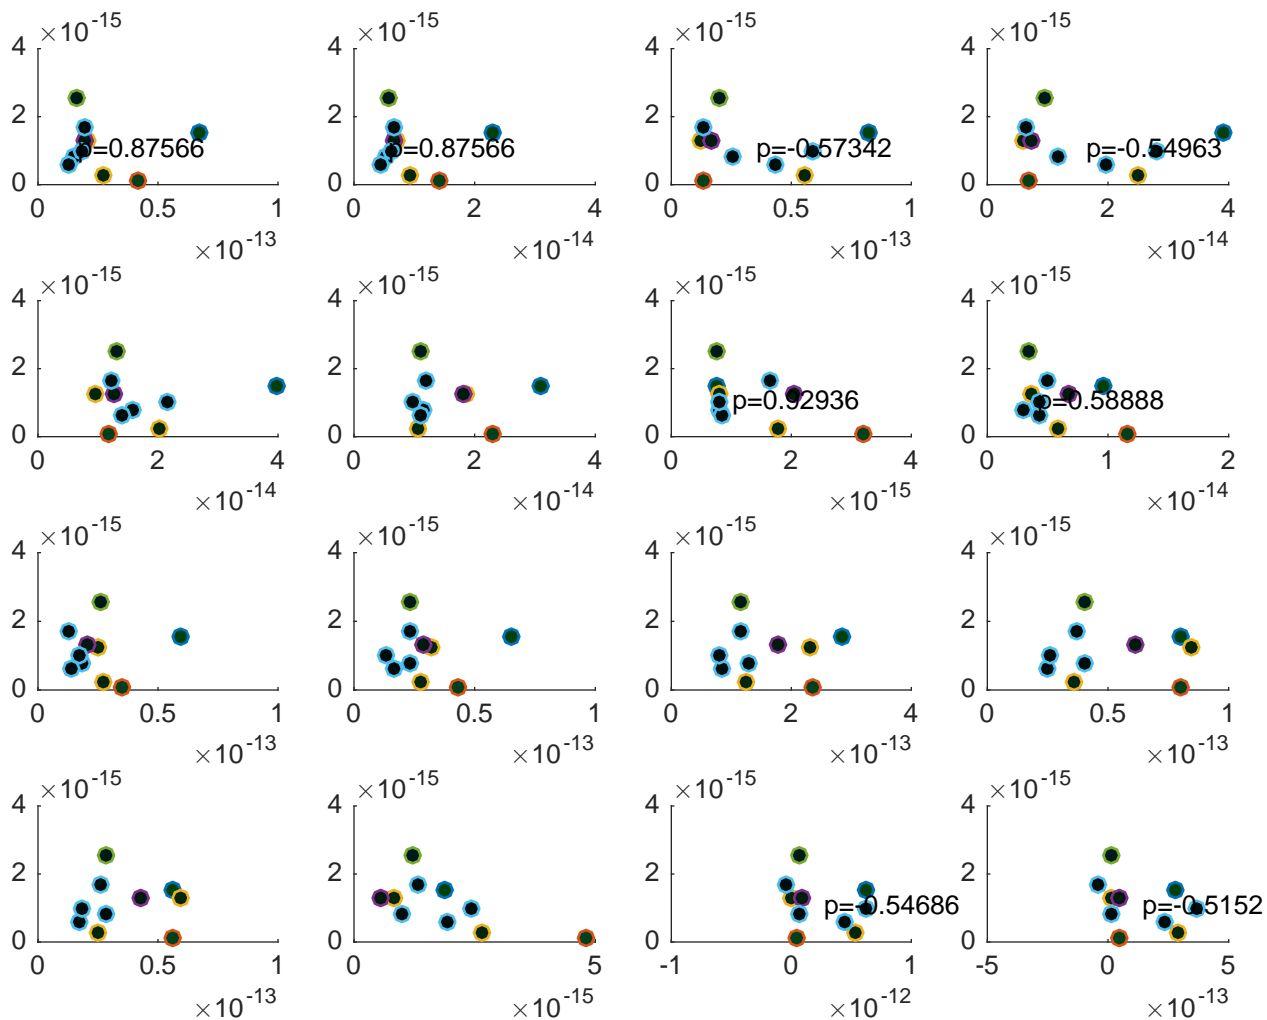 ×10-15 ×10-15 ×10-15 ×10-15
4 4 4 4
2 2 2 2
p=0.87566 p=0.87566 p=-0.57342 p=-0.54963
0 0 0 0
0 0.5 1 0 2 4 0 0.5 1 0 2 4
×10-13 ×10-14 ×10-13 ×10-14
×10-15 ×10-15 ×10-15 ×10-15
4 4 4 4
2 2 2 2
p=0.92936 p=0.58888
0 0 0 0
0 2 4 0 2 4 0 2 4 0 1 2
×10-14 ×10-14 ×10-15 ×10-14
×10-15 ×10-15 ×10-15 ×10-15
4 4 4 4
2 2 2 2
0 0 0 0
0 0.5 1 0 0.5 1 0 2 4 0 0.5 1
×10-13 ×10-13 ×10-13 ×10-13
×10-15 ×10-15 ×10-15 ×10-15
4 4 4 4
2 2 2 2
p=-0.54686 p=-0.5152
0 0 0 0
0 0.5 1 0 5 -1 0 1 -5 0 5
×10-13 ×10-15 ×10-12 ×10-13